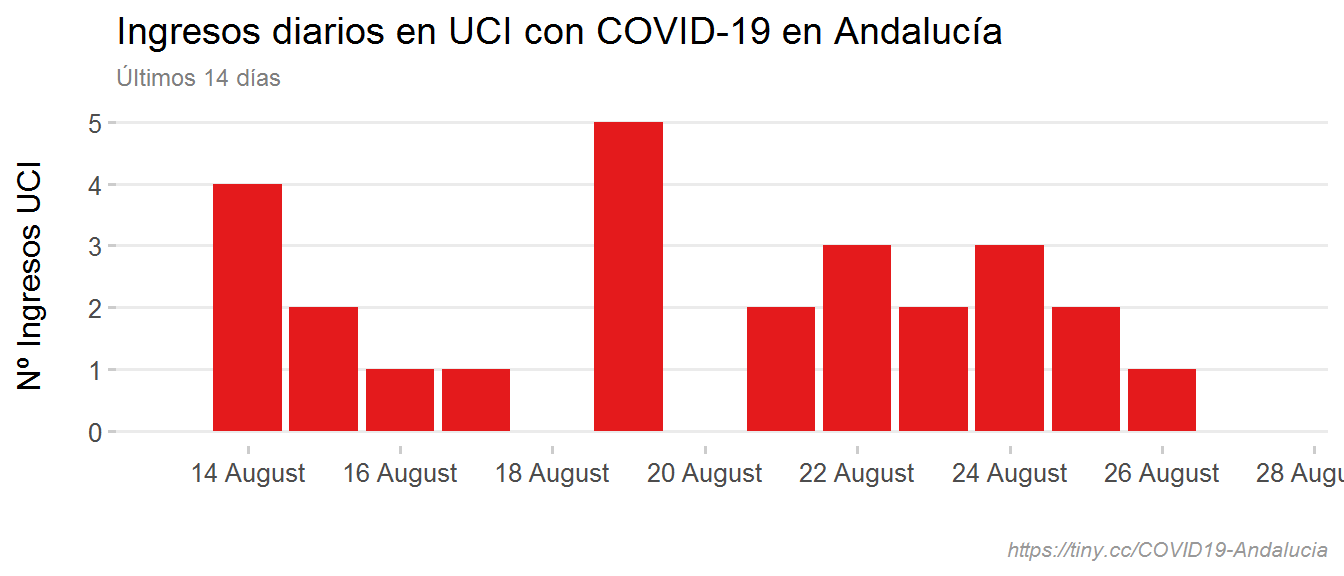 Ingresos diarios en UCI con COVID-19 en Andalucía
Últimos 14 días
Nº Ingresos UCI
5
4
3
2
1
0
14 August 16 August 18 August 20 August 22 August 24 August 26 August 28 Augu
https://tiny.cc/COVID19-Andalucia